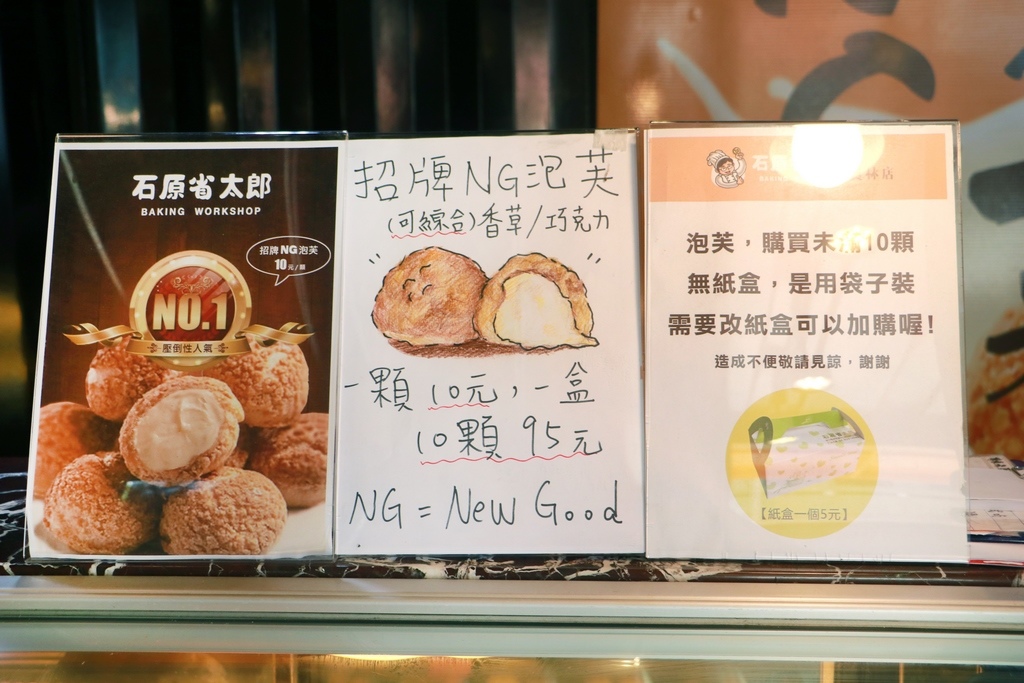 石原省太郎
BAKING WORKSHOP
招牌NG泡芙
10元/顆
NO.1
壓倒性人氣
招牌NG泡芙
(可綜合)香草/巧克力
一顆10元,一盒
10顆95元
NG = New Good
石
泡芙,購買未滿10顆
無紙盒,是用袋子裝
需要改紙盒可以加購喔!
造成不便敬請見諒,謝謝
【紙盒一個5元】